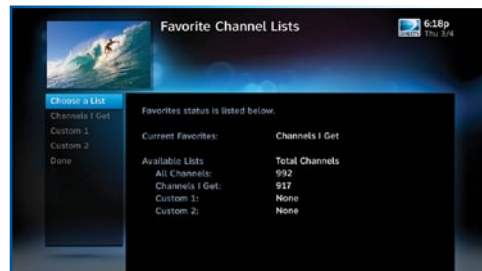 Favorite Channel Lists
6:18p
Thu 3/4
DIRECTV
Choose a List
Channels I Get
Custom 1
Custom 2
Done
Favorites status is listed below.
Current Favorites: Channels I Get
Available Lists Total Channels
All Channels: 992
Channels I Get: 917
Custom 1: None
Custom 2: None